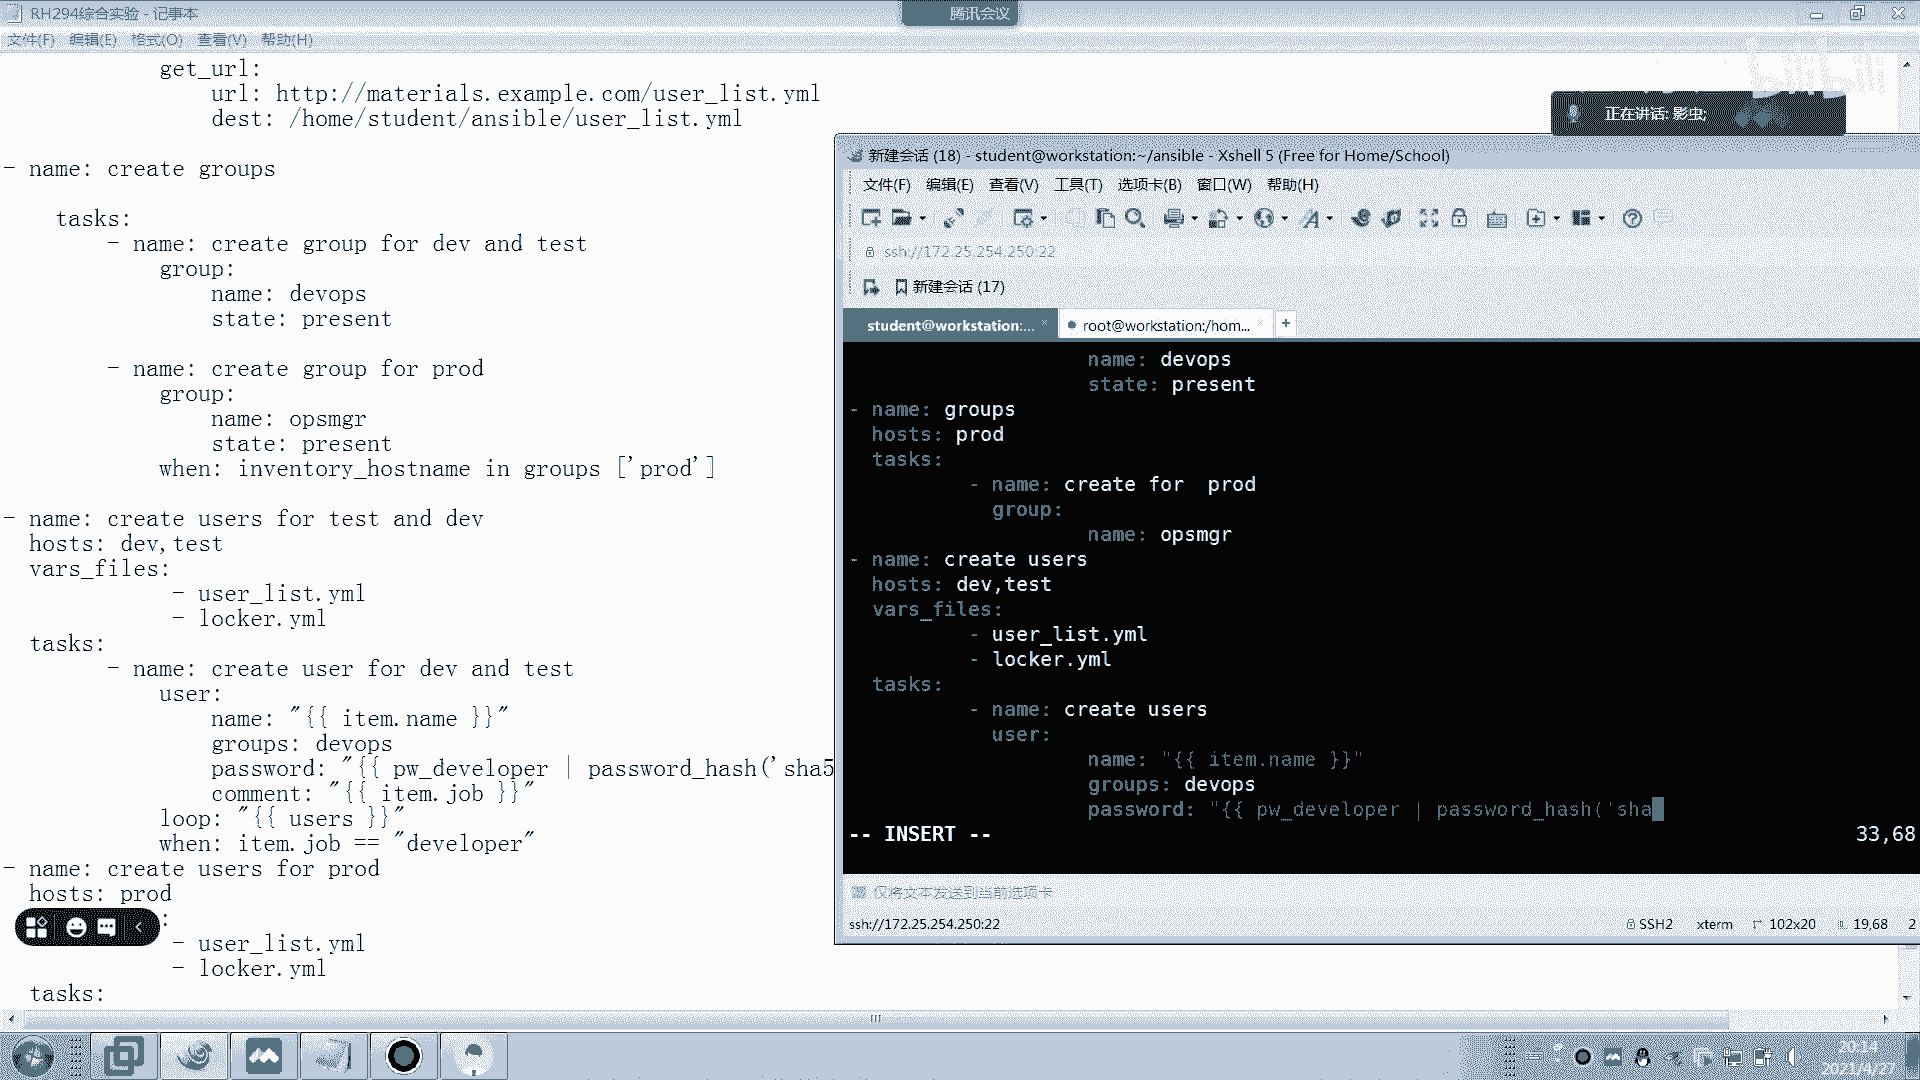 RH294综合实验 - 记事本
腾讯会议
文件(F) 编辑(E) 格式(O) 查看(V) 帮助(H)
get_url:
url: http://materials.example.com/user_list.yml
dest: /home/student/ansible/user_list.yml
- name: create groups
tasks:
- name: create group for dev and test
group:
name: devops
state: present
- name: create group for prod
group:
name: opsmgr
state: present
when: inventory_hostname in groups ['prod']
- name: create users for test and dev
hosts: dev,test
vars_files:
- user_list.yml
- locker.yml
tasks:
- name: create user for dev and test
user:
name: "{{ item.name }}"
groups: devops
password: "{{ pw_developer | password_hash('sha5
comment: "{{ item.job }}"
loop: "{{ users }}"
when: item.job == "developer"
- name: create users for prod
hosts: prod
:
- user_list.yml
- locker.yml
tasks:
bilibili
正在讲话: 影虫;
新建会话 (18) - student@workstation:~/ansible - Xshell 5 (Free for Home/School)
文件(F) 编辑(E) 查看(V) 工具(T) 选项卡(B) 窗口(W) 帮助(H)
ssh://172.25.254.250:22
新建会话 (17)
student@workstation:... × root@workstation:/hom... × +
name: devops
state: present
- name: groups
hosts: prod
tasks:
- name: create for  prod
group:
name: opsmgr
- name: create users
hosts: dev,test
vars_files:
- user_list.yml
- locker.yml
tasks:
- name: create users
user:
name: "{{ item.name }}"
groups: devops
password: "{{ pw_developer | password_hash('sha
-- INSERT -- 33,68
仅将文本发送到当前选项卡
ssh://172.25.254.250:22 SSH2 xterm 102x20 19,68 2
20:14
2021/4/27